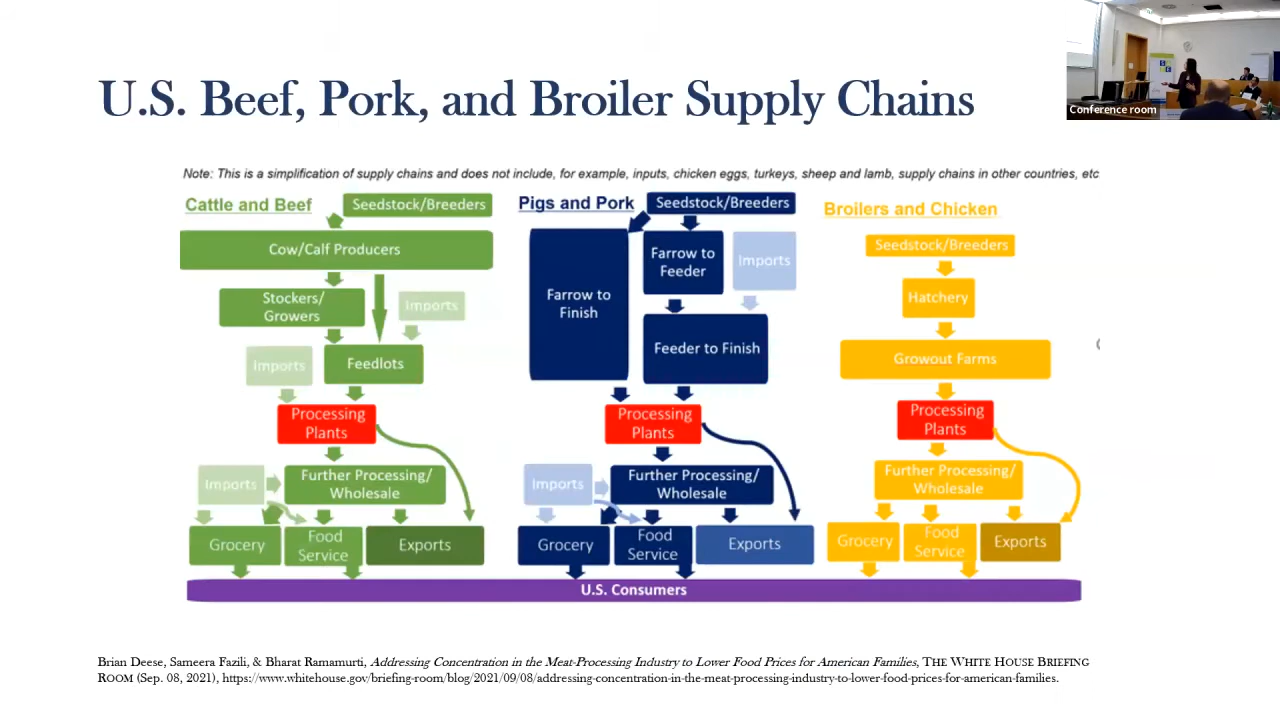 U.S. Beef, Pork, and Broiler Supply Chains
Conference room
Note: This is a simplification of supply chains and does not include, for example, inputs, chicken eggs, turkeys, sheep and lamb, supply chains in other countries, etc
Cattle and Beef
Seedstock/Breeders
Cow/Calf Producers
Stockers/
Growers
Imports
Imports
Feedlots
Processing
Plants
Imports
Further Processing/
Wholesale
Grocery
Food
Service
Exports
Pigs and Pork
Seedstock/Breeders
Farrow to
Finish
Farrow to
Feeder
Imports
Feeder to Finish
Processing
Plants
Imports
Further Processing/
Wholesale
Grocery
Food
Service
Exports
Broilers and Chicken
Seedstock/Breeders
Hatchery
Growout Farms
Processing
Plants
Further Processing/
Wholesale
Grocery
Food
Service
Exports
U.S. Consumers
Brian Deese, Sameera Fazili, & Bharat Ramamurti, Addressing Concentration in the Meat-Processing Industry to Lower Food Prices for American Families, THE WHITE HOUSE BRIEFING
ROOM (Sep. 08, 2021), https://www.whitehouse.gov/briefing-room/blog/2021/09/08/addressing-concentration-in-the-meat-processing-industry-to-lower-food-prices-for-american-families.